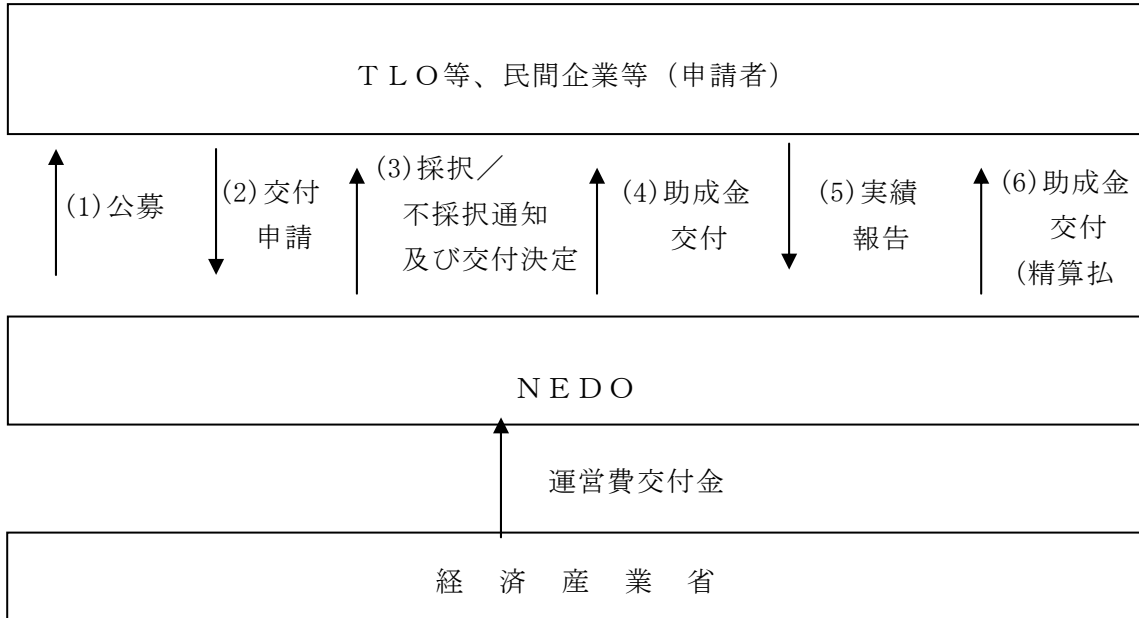 ＴＬＯ等、民間企業等（申請者）
(1)公募
(2)交付
申請
(3)採択／
不採択通知
及び交付決定
(4)助成金
交付
(5)実績
報告
(6)助成金
交付
(精算払
ＮＥＤＯ
運営費交付金
経　済　産　業　省